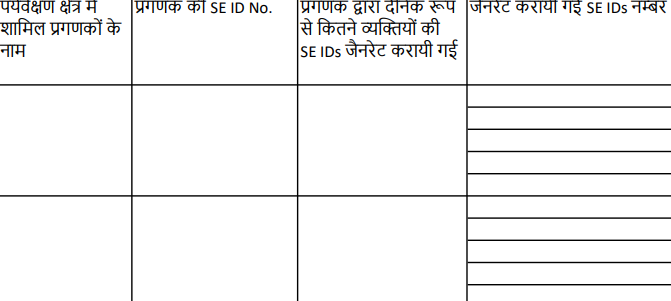 पर्यवेक्षण क्षेत्र में
शामिल प्रगणकों के
नाम
प्रगणक की SE ID No.
प्रगणक द्वारा दैनिक रूप
से कितने व्यक्तियों की
SE IDs जैनरेट करायी गई
जैनरेट करायी गई SE IDs नम्बर